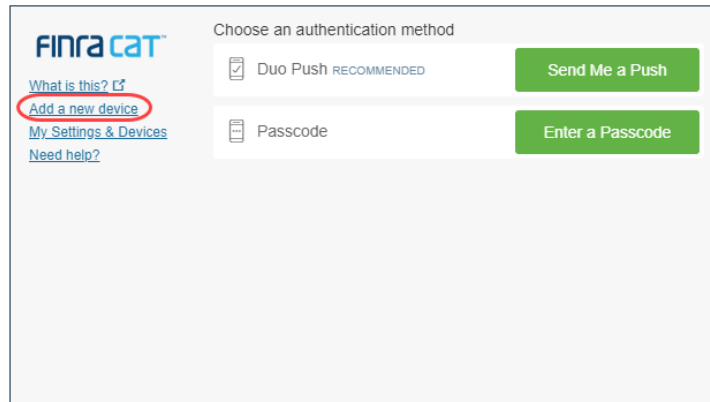 Choose an authentication method
FINRA CAT™
Duo Push RECOMMENDED
Send Me a Push
What is this?
Add a new device
My Settings & Devices
Need help?
Passcode
Enter a Passcode